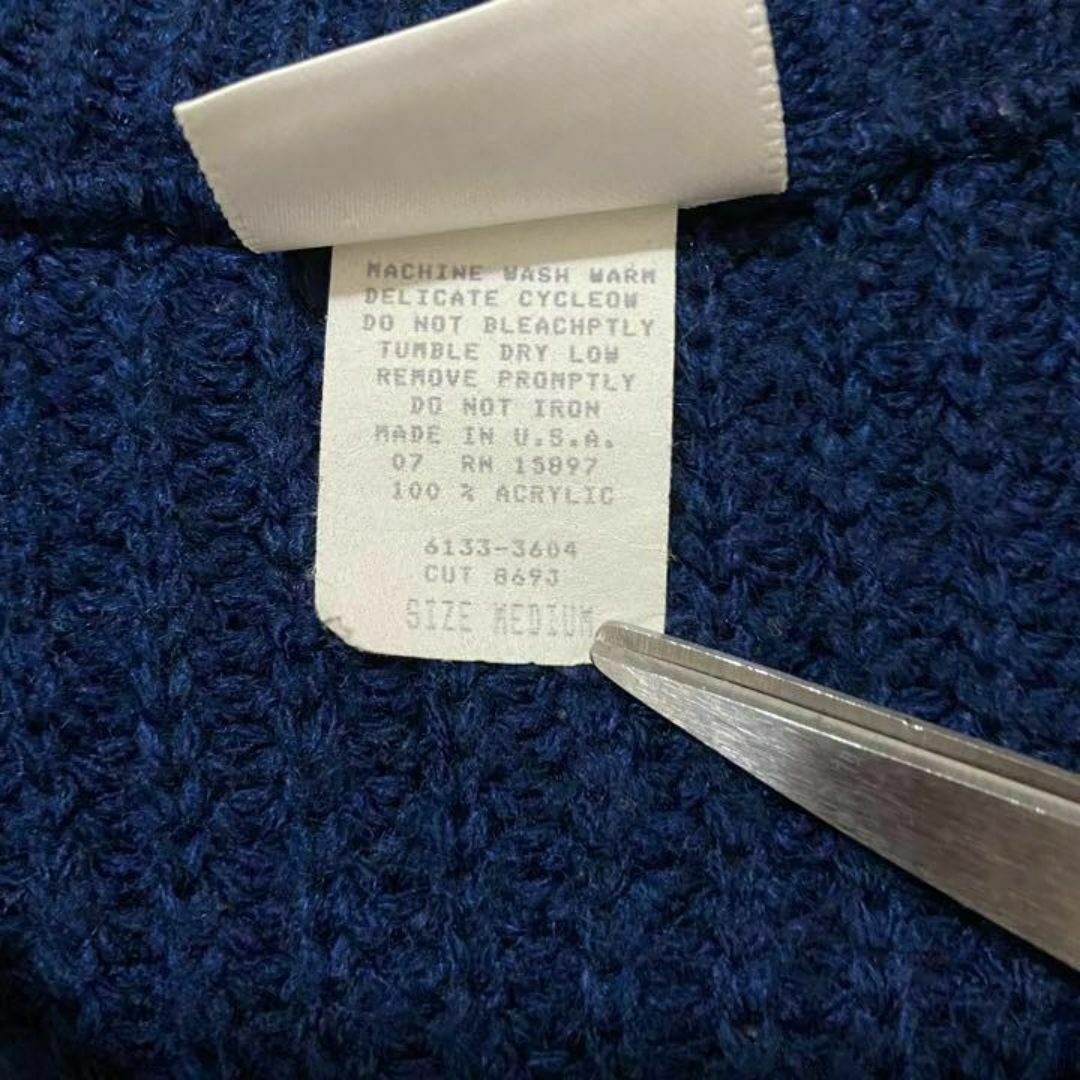 MACHINE WASH WARM
DELICATE CYCLEOW
DO NOT BLEACHPTLY
TUMBLE DRY LOW
REMOVE PROMPTLY
DO NOT IRON
MADE IN U.S.A.
07 RN 15897
100 % ACRYLIC
6133-3604
CUT 8693
SIZE MEDIUM